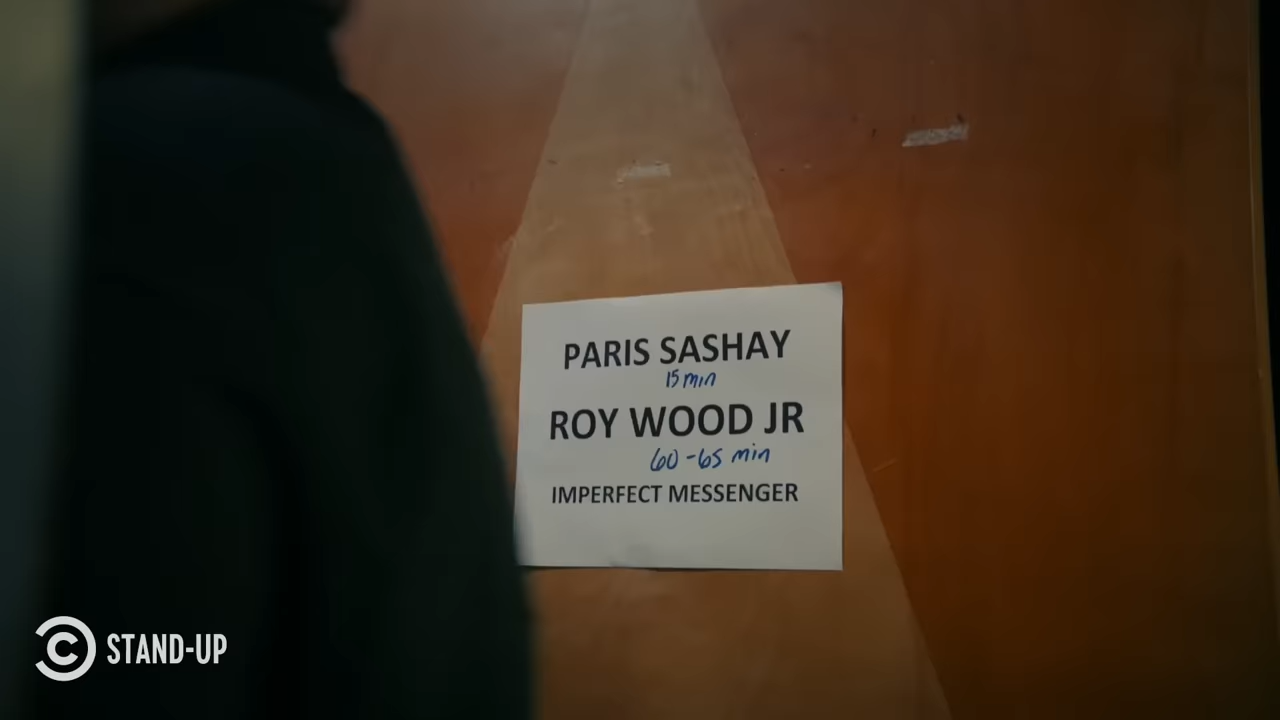 PARIS SASHAY
15 min
ROY WOOD JR
60-65 min
IMPERFECT MESSENGER
STAND-UP